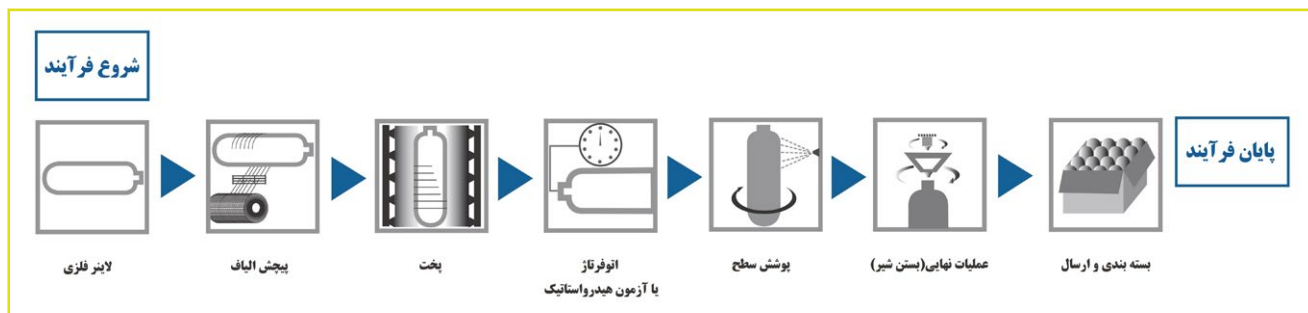 شروع فرآیند
لاینر فلزی
پیچش الیاف
پخت
اتوفرتاژ
یا آزمون هیدرواستاتیک
پوشش سطح
عملیات نهایی(بستن شیر)
بسته بندی و ارسال
پایان فرآیند